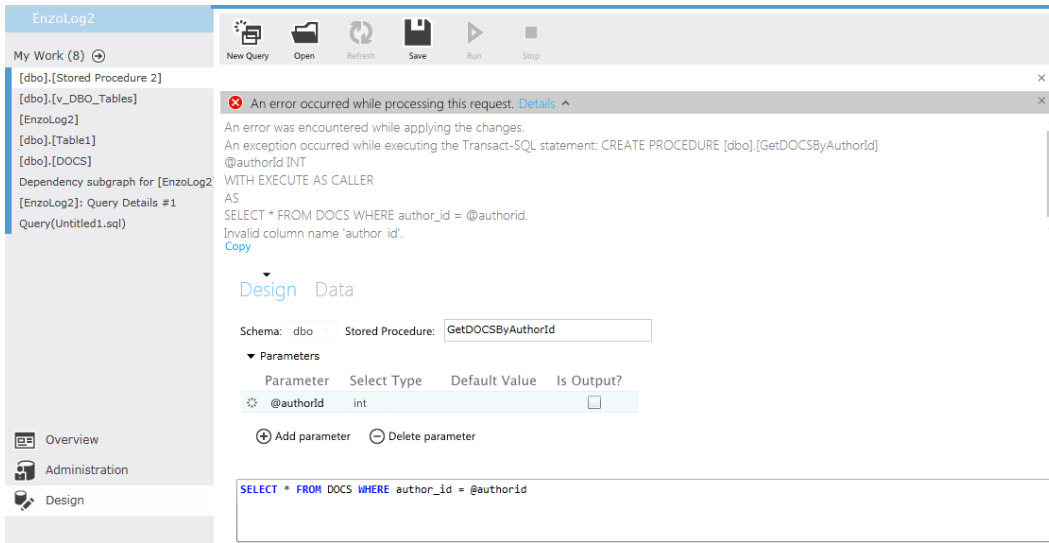 EnzoLog2
My Work (8)
[dbo].[Stored Procedure 2]
[dbo].[v_DBO_Tables]
[EnzoLog2]
[dbo].[Table1]
[dbo].[DOCS]
Dependency subgraph for [EnzoLog2]
[EnzoLog2]: Query Details #1
Query(Untitled1.sql)
Overview
Administration
Design
New Query Open Refresh Save Run Stop
An error occurred while processing this request. Details
An error was encountered while applying the changes.
An exception occurred while executing the Transact-SQL statement: CREATE PROCEDURE [dbo].[GetDOCSByAuthorId]
@authorId INT
WITH EXECUTE AS CALLER
AS
SELECT * FROM DOCS WHERE author_id = @authorid.
Invalid column name 'author_id'.
Copy
Design Data
Schema: dbo Stored Procedure: GetDOCSByAuthorId
Parameters
Parameter Select Type Default Value Is Output?
@authorId int
Add parameter Delete parameter
SELECT * FROM DOCS WHERE author_id = @authorid